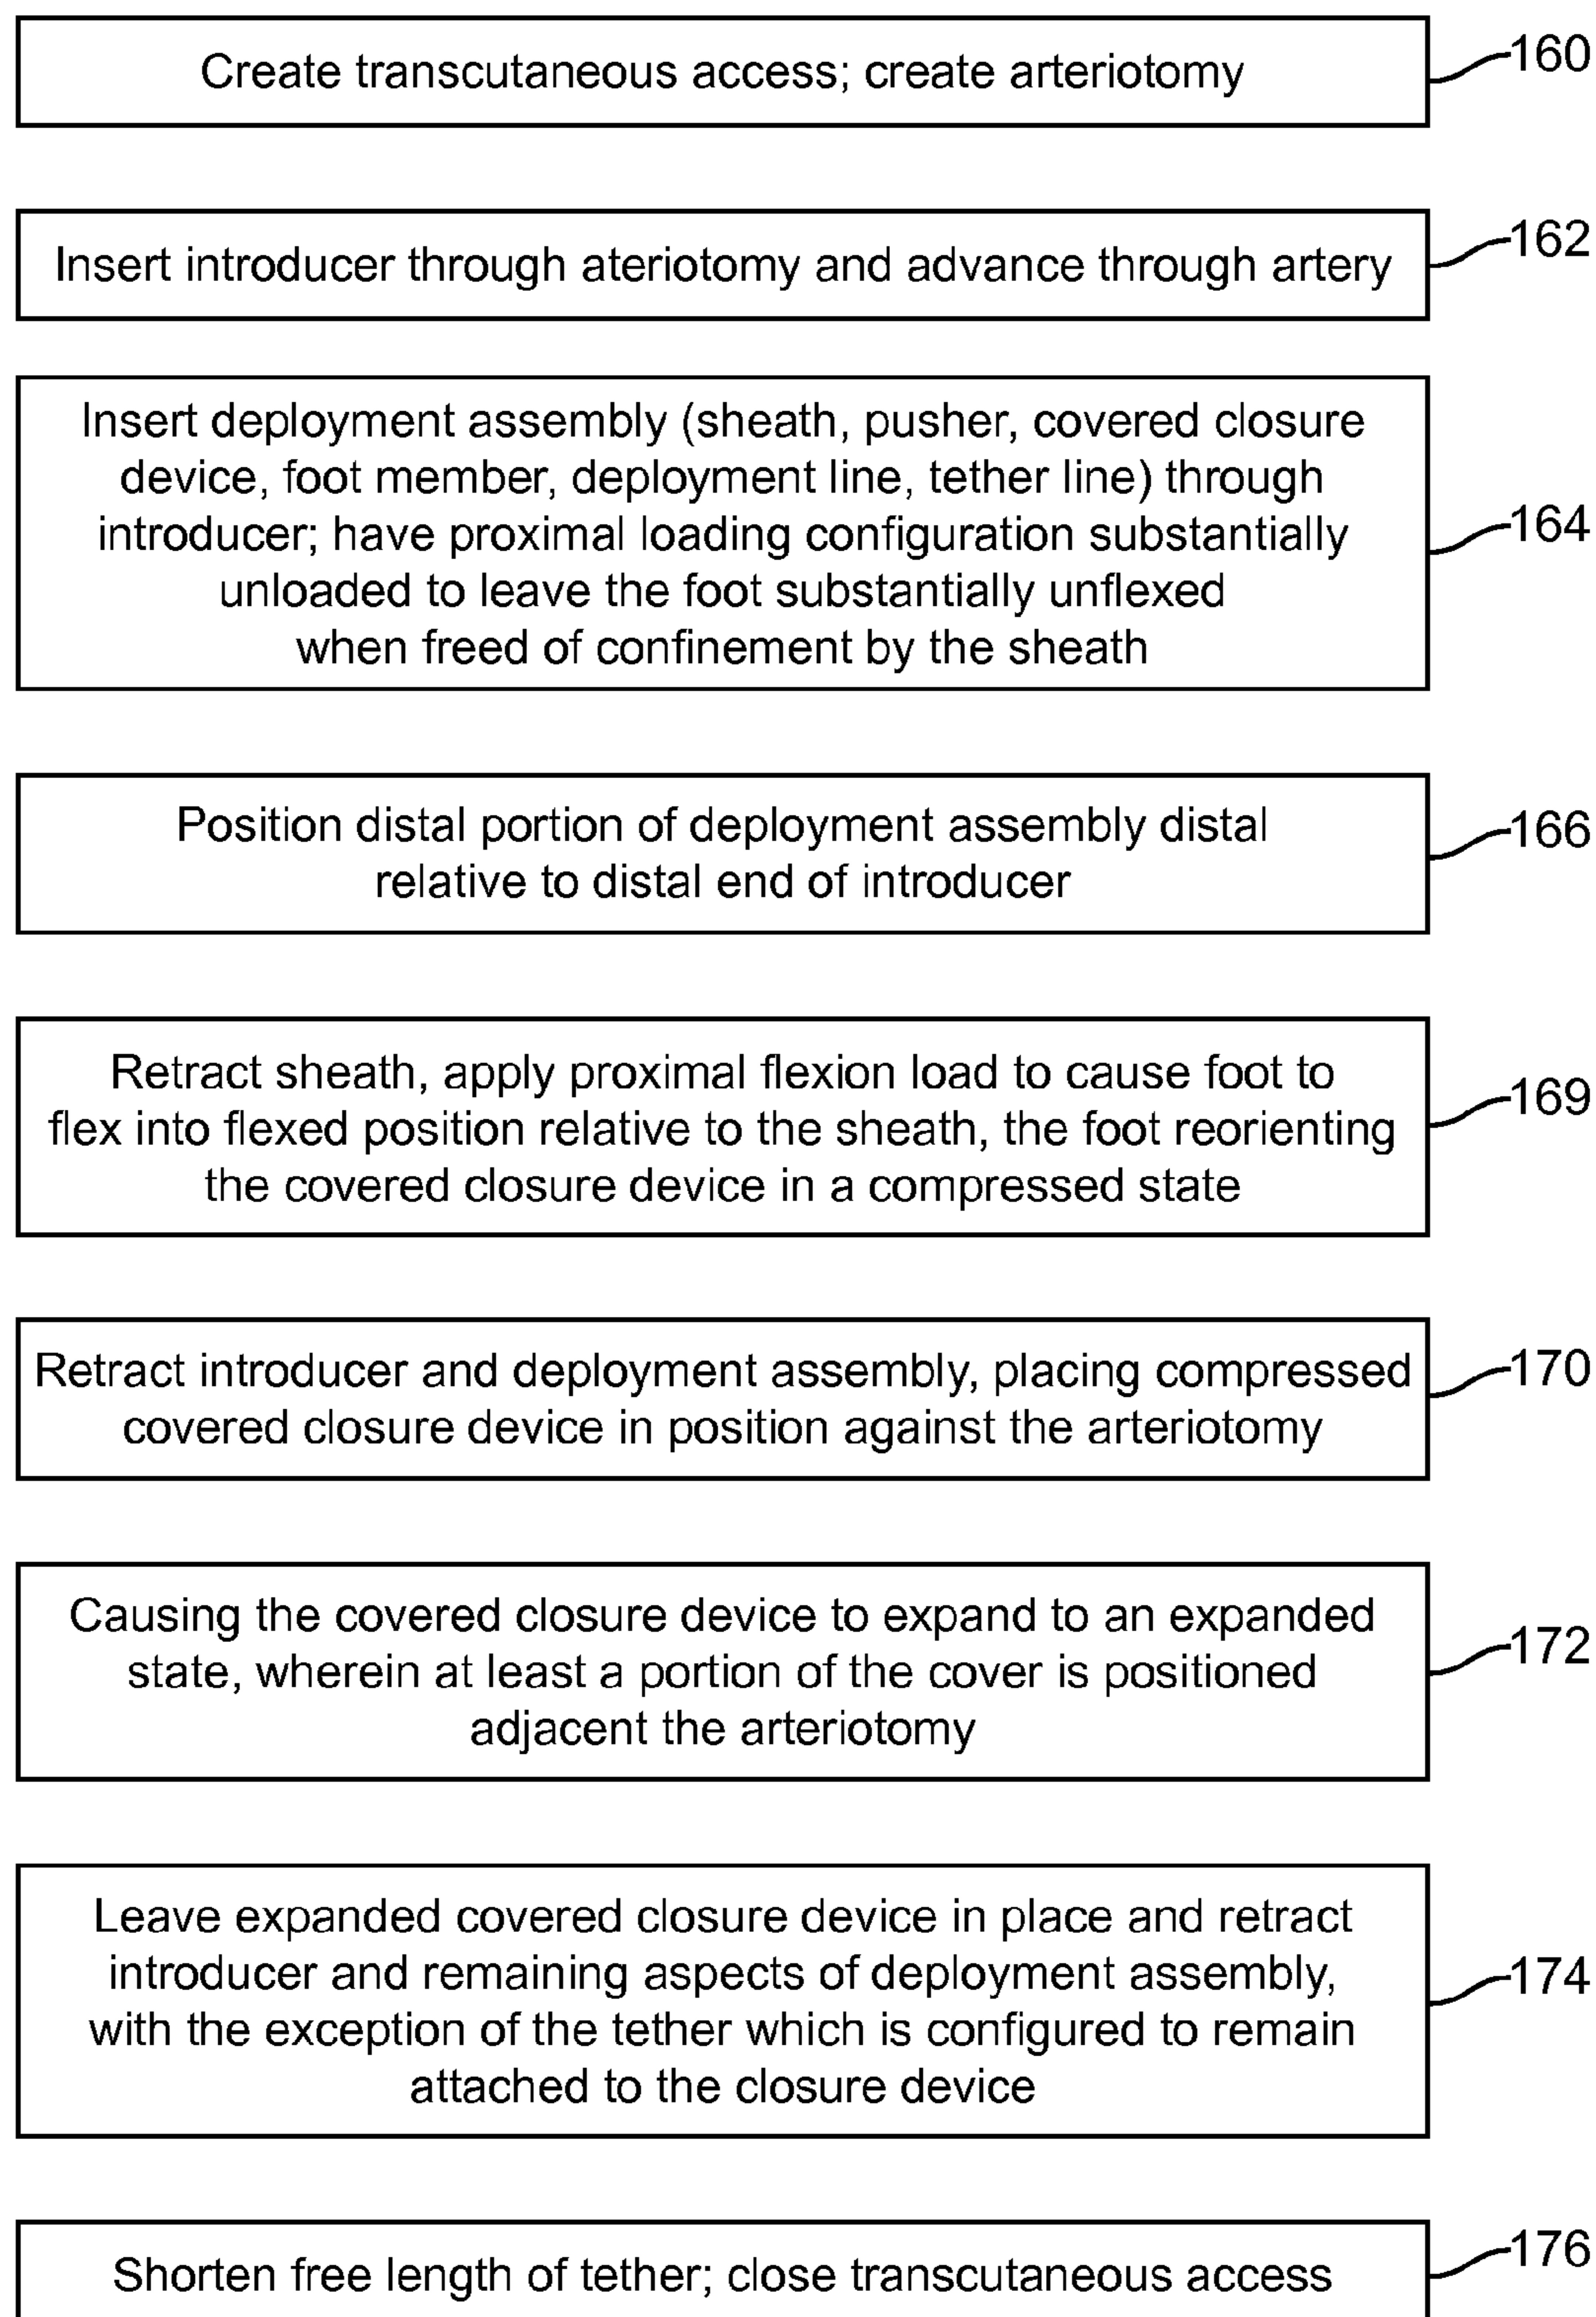 Create transcutaneous access; create arteriotomy
160
Insert introducer through ateriotomy and advance through artery
162
Insert deployment assembly (sheath, pusher, covered closure
device, foot member, deployment line, tether line) through
introducer; have proximal loading configuration substantially
unloaded to leave the foot substantially unflexed
when freed of confinement by the sheath
164
Position distal portion of deployment assembly distal
relative to distal end of introducer
166
Retract sheath, apply proximal flexion load to cause foot to
flex into flexed position relative to the sheath, the foot reorienting
the covered closure device in a compressed state
169
Retract introducer and deployment assembly, placing compressed
covered closure device in position against the arteriotomy
170
Causing the covered closure device to expand to an expanded
state, wherein at least a portion of the cover is positioned
adjacent the arteriotomy
172
Leave expanded covered closure device in place and retract
introducer and remaining aspects of deployment assembly,
with the exception of the tether which is configured to remain
attached to the closure device
174
Shorten free length of tether; close transcutaneous access
176